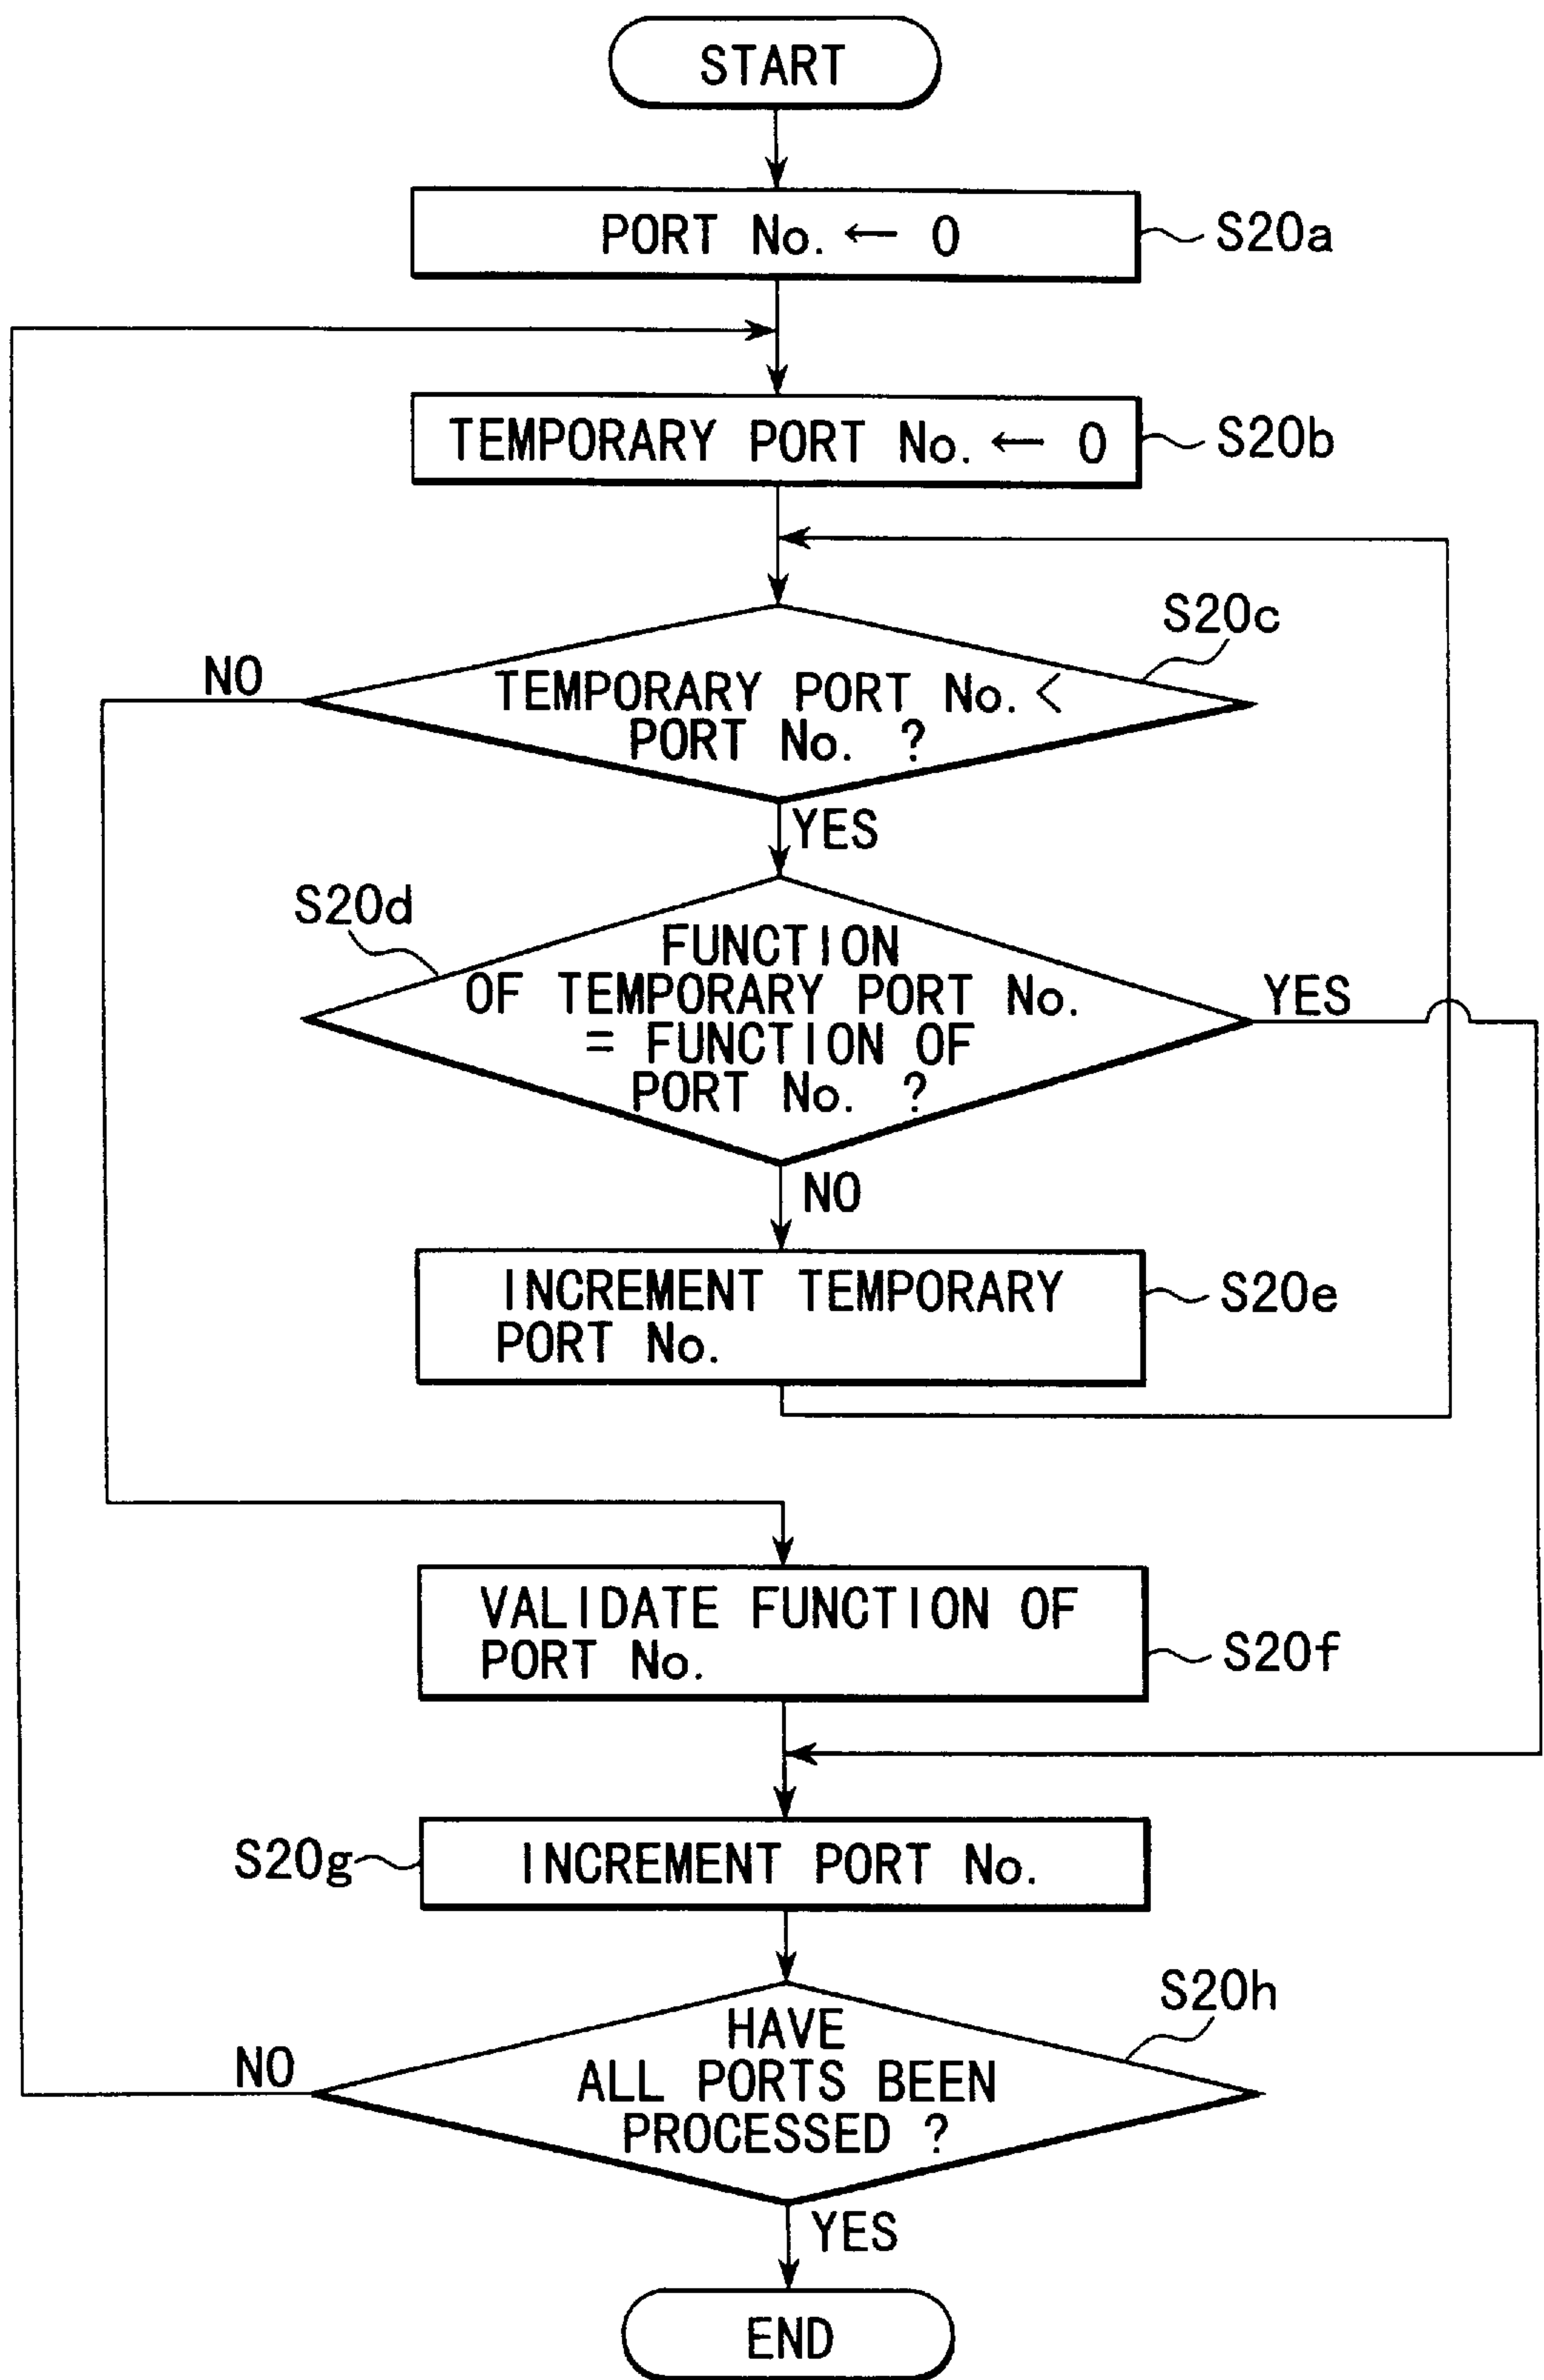 START
PORT No. ← 0
S20a
TEMPORARY PORT No. ← 0
S20b
S20c
NO
TEMPORARY PORT No. <
PORT No. ?
YES
S20d
FUNCTION
OF TEMPORARY PORT No.
= FUNCTION OF
PORT No. ?
YES
NO
INCREMENT TEMPORARY
PORT No.
S20e
VALIDATE FUNCTION OF
PORT No.
S20f
S20g
INCREMENT PORT No.
S20h
NO
HAVE
ALL PORTS BEEN
PROCESSED ?
YES
END